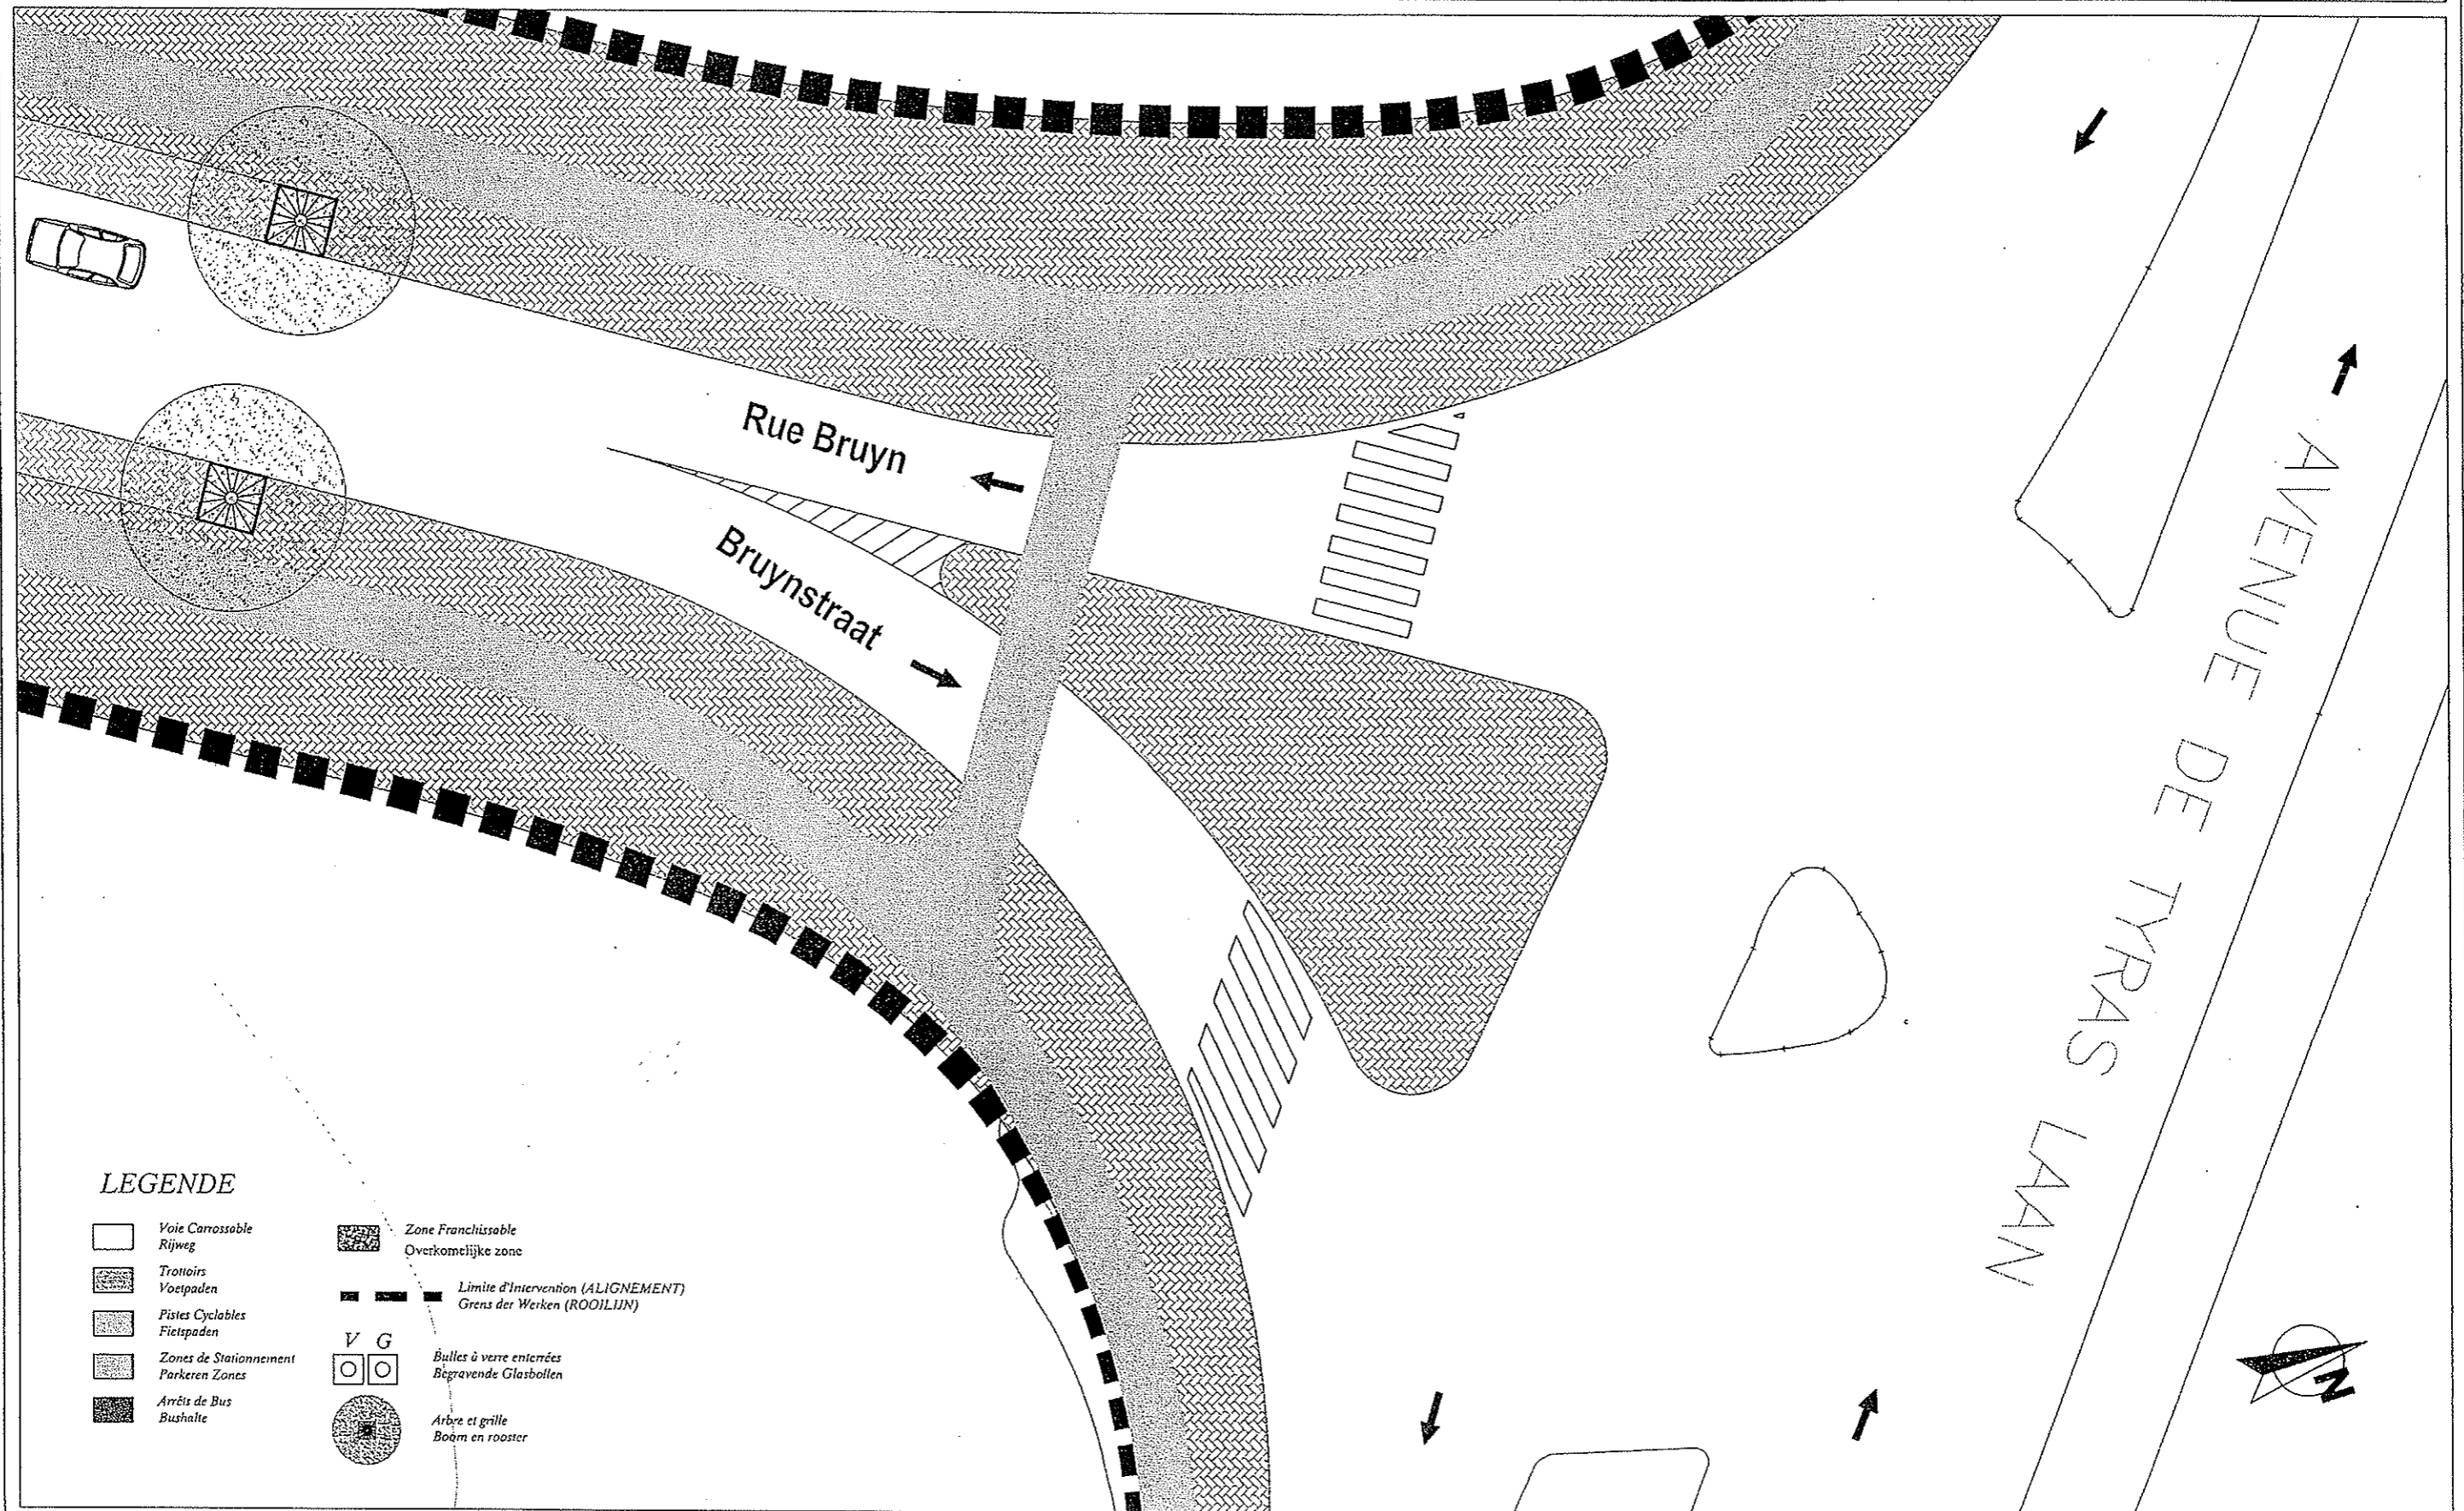 Rue Bruyn
Bruynstraat
AVENUE DE TYRAS LAAN
LEGENDE
Voie Carrossable
Rijweg
Trottoirs
Voetpaden
Pistes Cyclables
Fietspaden
Zones de Stationnement
Parkeren Zones
Arrêts de Bus
Bushalte
Zone Franchissable
Overkomelijke zone
Limite d'Intervention (ALIGNEMENT)
Grens der Werken (ROOILIJN)
V G
Bulles à verre enterrées
Begravende Glasbollen
Arbre et grille
Boom en rooster
N